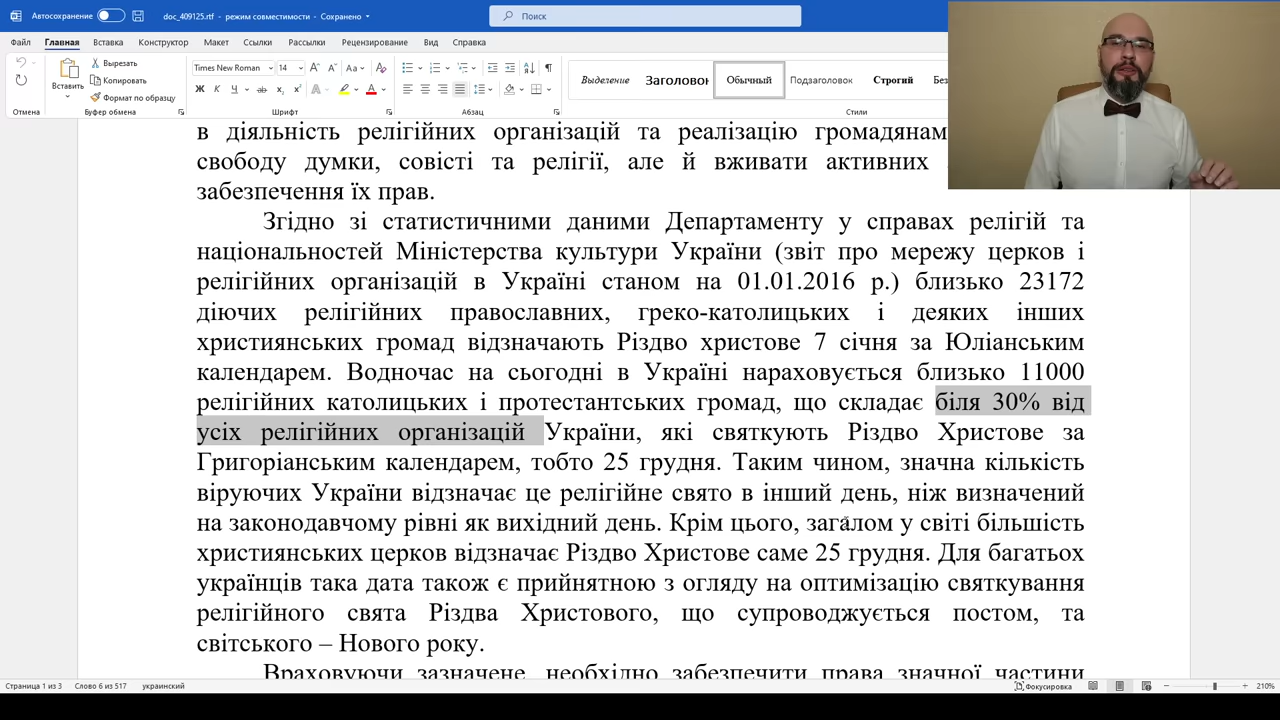 Автосохранение
doc_409125.rtf - режим совместимости - Сохранено
Поиск
Файл Главная Вставка Конструктор Макет Ссылки Рассылки Рецензирование Вид Справка
Вставить
Вырезать
Копировать
Формат по образцу
Times New Roman 14
Ж К Ч
Выделение Заголовок Обычный Подзаголовок Строгий Без
Отмена Буфер обмена Шрифт Абзац Стили
в діяльність релігійних організацій та реалізацію громадянам
свободу думки, совісті та релігії, але й вживати активних
забезпечення їх прав.
Згідно зі статистичними даними Департаменту у справах релігій та
національностей Міністерства культури України (звіт про мережу церков і
релігійних організацій в Україні станом на 01.01.2016 р.) близько 23172
діючих релігійних православних, греко-католицьких і деяких інших
християнських громад відзначають Різдво христове 7 січня за Юліанським
календарем. Водночас на сьогодні в Україні нараховується близько 11000
релігійних католицьких і протестантських громад, що складає біля 30% від
усіх релігійних організацій України, які святкують Різдво Христове за
Григоріанським календарем, тобто 25 грудня. Таким чином, значна кількість
віруючих України відзначає це релігійне свято в інший день, ніж визначений
на законодавчому рівні як вихідний день. Крім цього, загалом у світі більшість
християнських церков відзначає Різдво Христове саме 25 грудня. Для багатьох
українців така дата також є прийнятною з огляду на оптимізацію святкування
релігійного свята Різдва Христового, що супроводжується постом, та
світського – Нового року.
Враховуючи зазначене, необхідно забезпечити права значної частини
Страница 1 из 3 Слово 6 из 517 украинский Фокусировка 210%